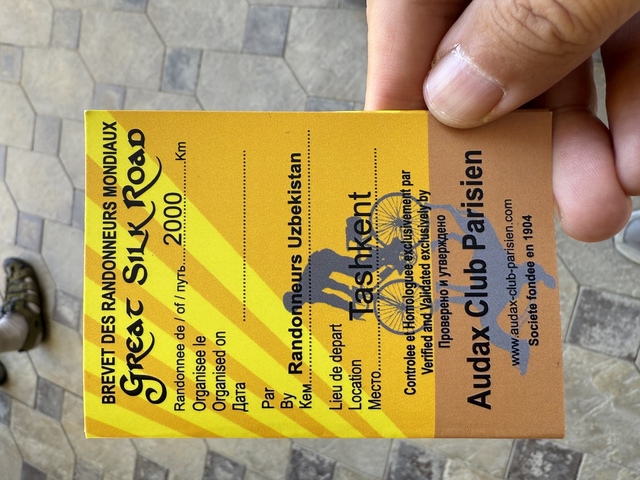 BREVET DES RANDONNEURS MONDIAUX
GREAT SILK ROAD
Randonnee de / of / путь......2000......Km
Organisee le
Organised on
Дата
Par
By Randonneurs Uzbekistan
Кем
Lieu de depart
Location Tashkent
Место
Controlee et Homologuee exclusivement par
Verified and Validated exclusively by
Проверено и утверждено
Audax Club Parisien
www.audax-club-parisien.com
Societe fondee en 1904